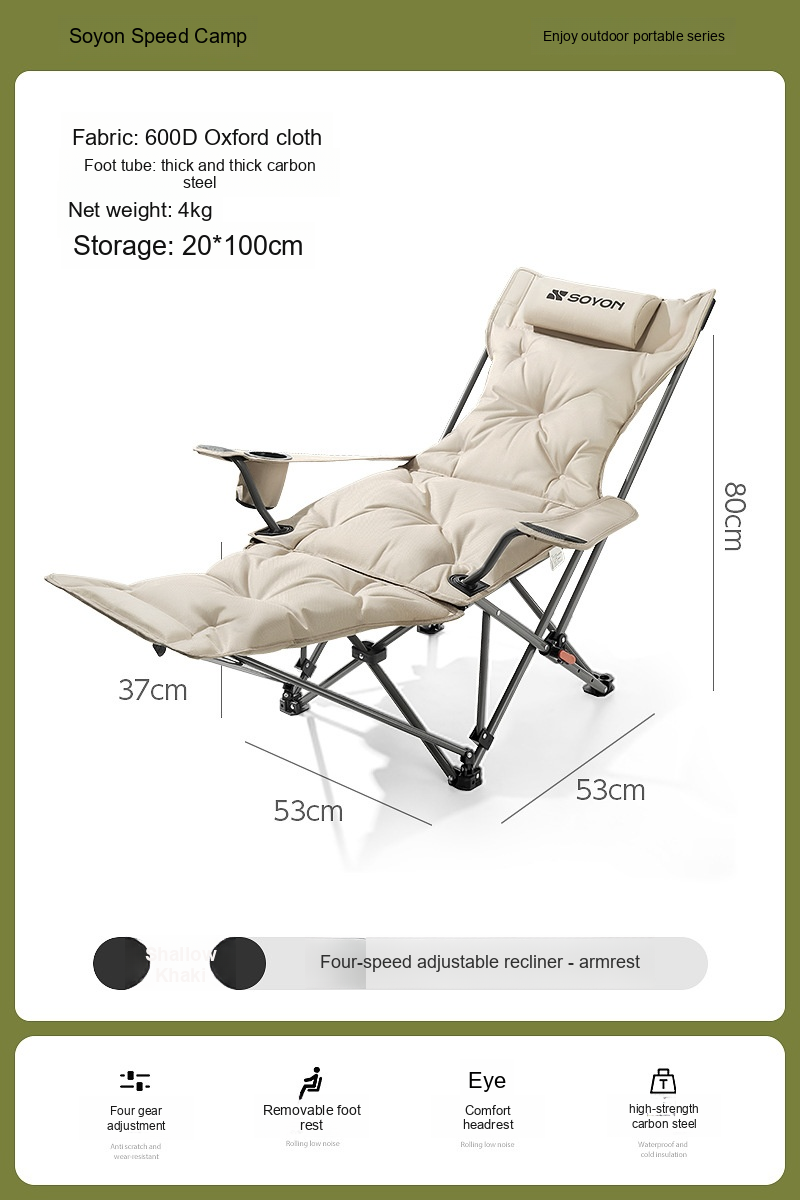 Soyon Speed Camp
Enjoy outdoor portable series
Fabric: 600D Oxford cloth
Foot tube: thick and thick carbon
steel
Net weight: 4kg
Storage: 20*100cm
SOYON
80cm
37cm
53cm
53cm
Shallow
Khaki
Four-speed adjustable recliner - armrest
Four gear
adjustment
Anti scratch and
wear resistant
Removable foot
rest
Rolling low noise
Eye
Comfort
headrest
Rolling low noise
T
high-strength
carbon steel
Waterproof and
cold insulation